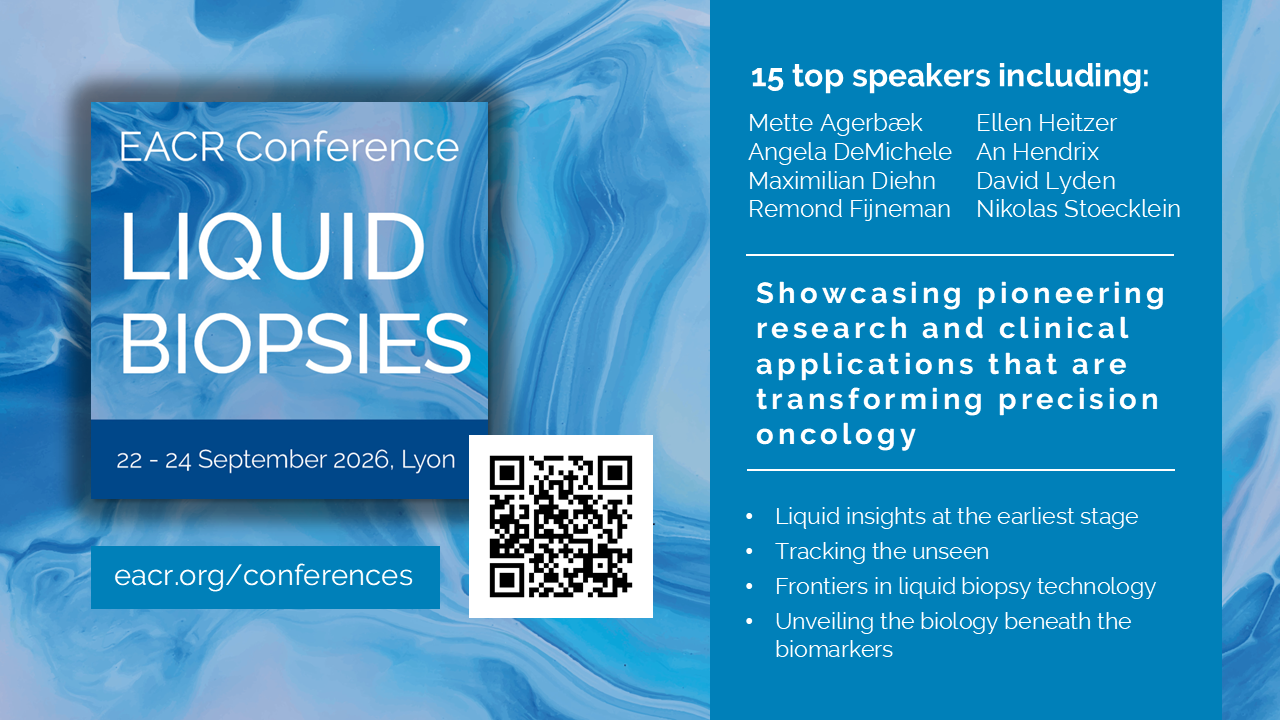 EACR Conference
LIQUID
BIOPSIES
22 - 24 September 2026, Lyon
eacr.org/conferences
15 top speakers including:
Mette Agerbæk
Angela DeMichele
Maximilian Diehn
Remond Fijneman
Ellen Heitzer
An Hendrix
David Lyden
Nikolas Stoecklein
Showcasing pioneering
research and clinical
applications that are
transforming precision
oncology
• Liquid insights at the earliest stage
• Tracking the unseen
• Frontiers in liquid biopsy technology
• Unveiling the biology beneath the
biomarkers